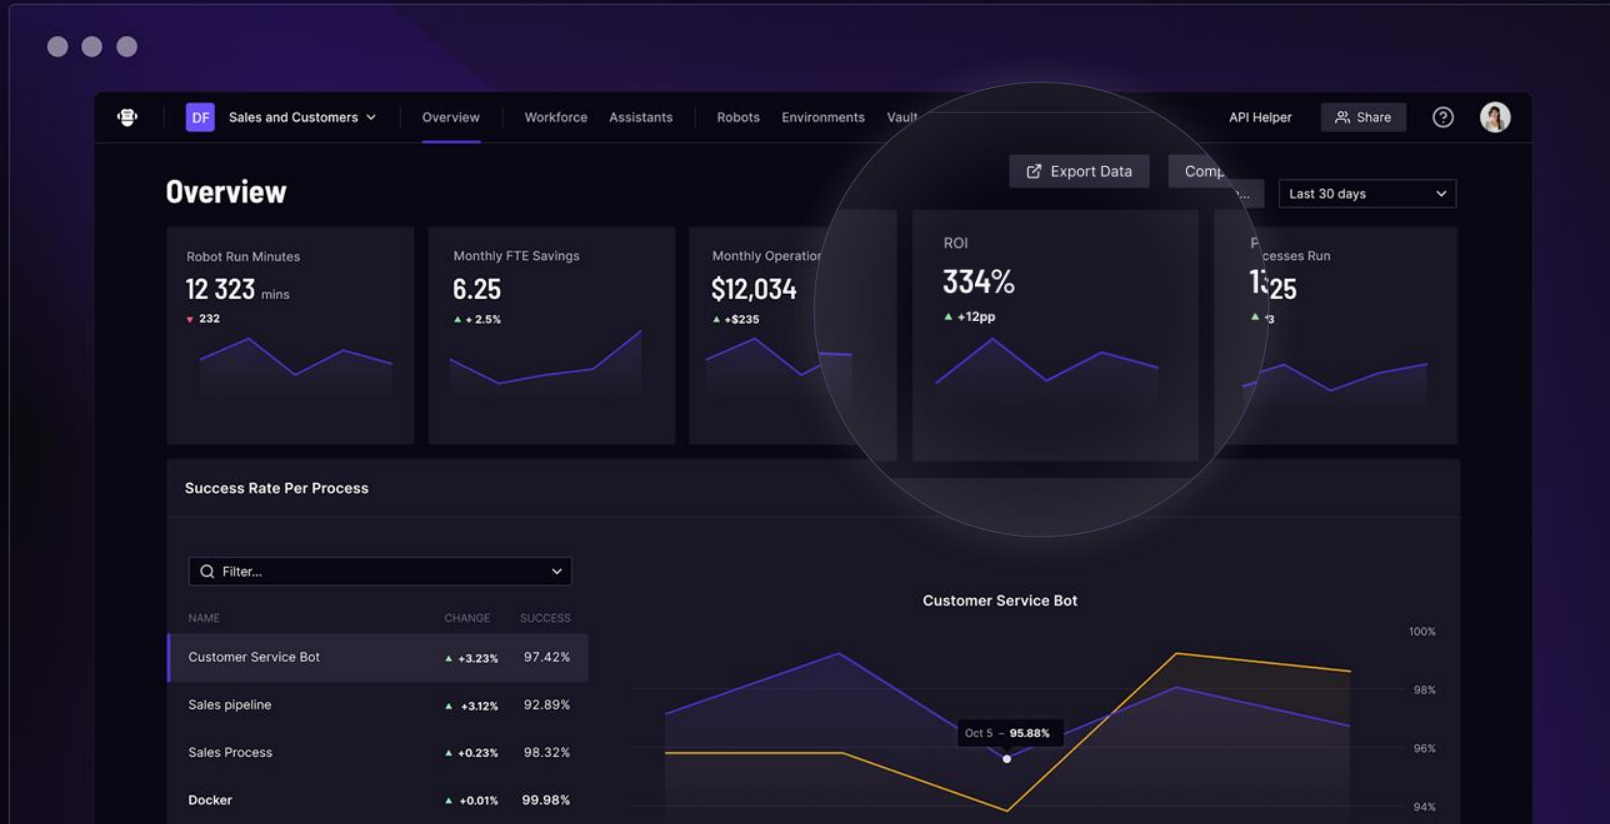 DF Sales and Customers Overview Workforce Assistants Robots Environments Vault API Helper Share
Overview
Export Data
Last 30 days
Robot Run Minutes
12 323 mins
232
Monthly FTE Savings
6.25
+ 2.5%
Monthly
$12,034
+$235
ROI
334%
+12pp
Run
Success Rate Per Process
Filter...
NAME CHANGE SUCCESS
Customer Service Bot +3.23% 97.42%
Sales pipeline +3.12% 92.89%
Sales Process +0.23% 98.32%
Docker +0.01% 99.98%
Customer Service Bot
100%
98%
Oct 5 – 95.88%
96%
94%